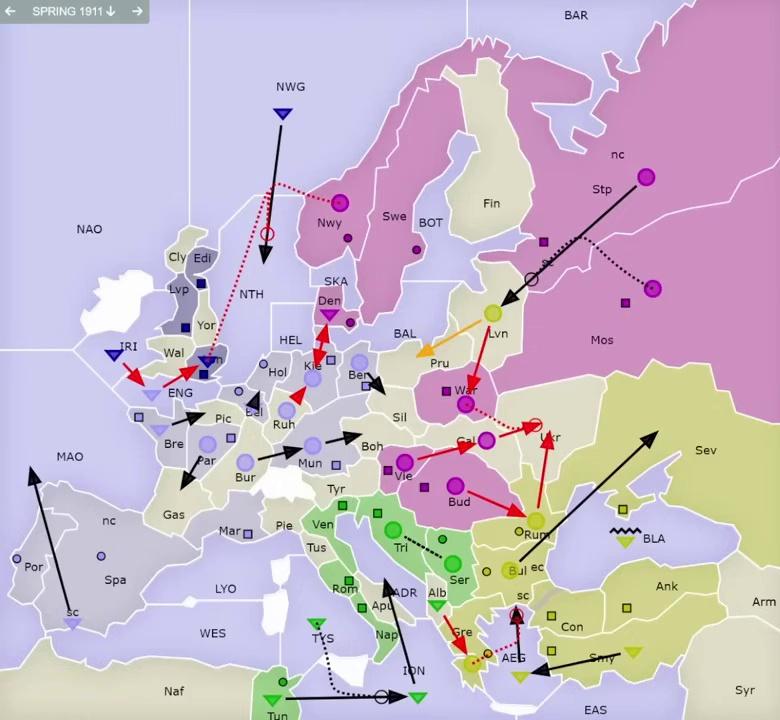 ← SPRING 1911 ↓ →
BAR
NWG
nc
Stp
Fin
NAO
Nwy
Swe
BOT
Cly
Edi
sc
SKA
Lvp
NTH
Den
Mos
Yor
Lvn
IRI
Wal
HEL
BAL
Pru
Kie
Hol
Ber
War
ENG
Bel
Pic
Ruh
Sil
Bre
Gal
Ukr
Boh
Sev
MAO
Par
Bur
Mun
Vie
Bud
Tyr
Gas
nc
Ven
Rum
Mar
Pie
BLA
Tri
Tus
Por
Spa
Ser
Bul
ec
Ank
LYO
Rom
ADR
Alb
sc
Arm
Apu
sc
WES
Con
Nap
Gre
TYS
AEG
Smy
ION
Naf
Syr
EAS
Tun